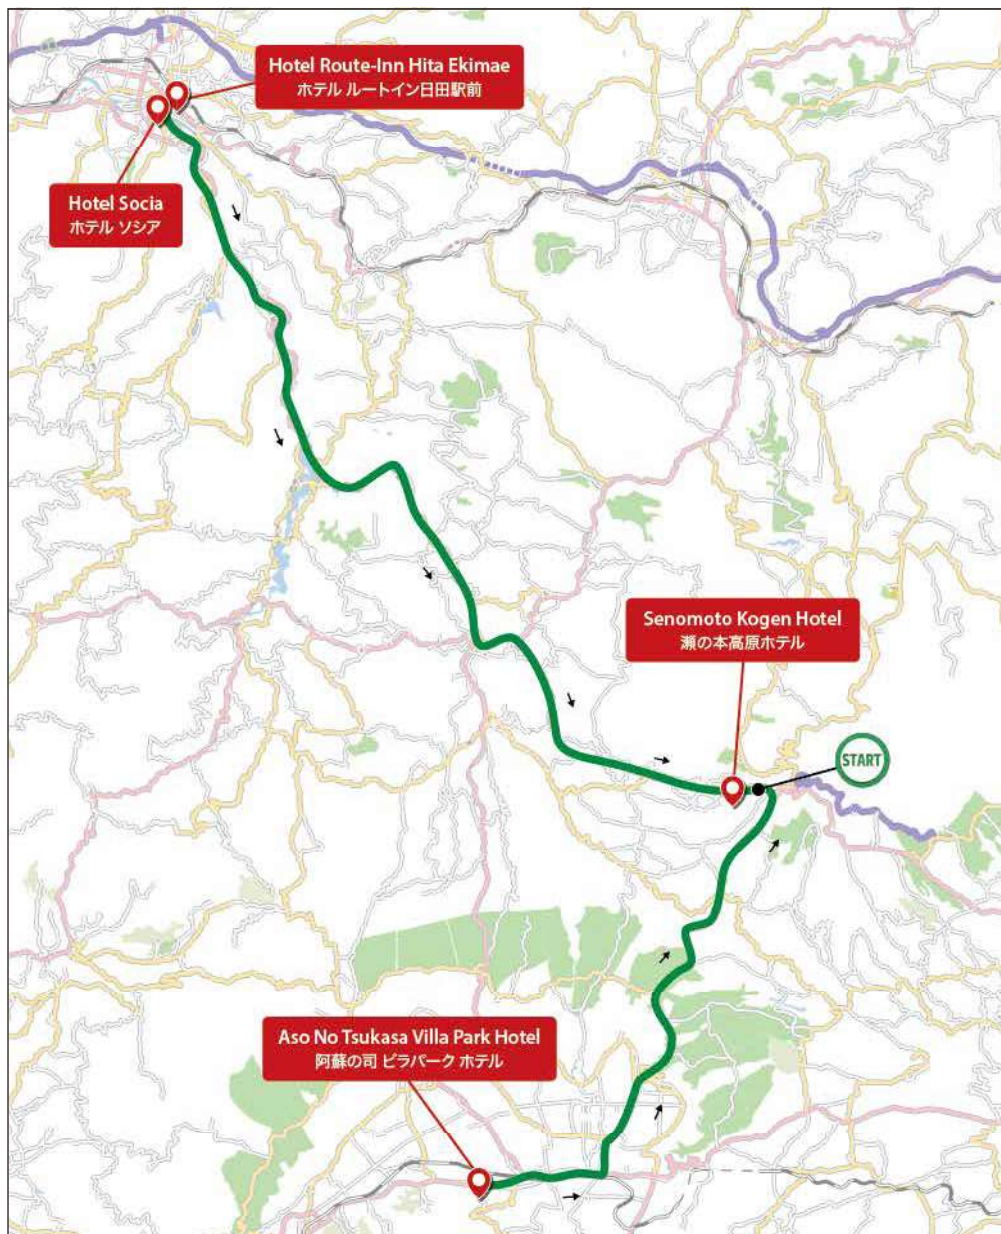 Hotel Route-Inn Hita Ekimae
ホテル ルートイン日田駅前
Hotel Socia
ホテル ソシア
Senomoto Kogen Hotel
瀬の本高原ホテル
START
Aso No Tsukasa Villa Park Hotel
阿蘇の司 ビラパーク ホテル